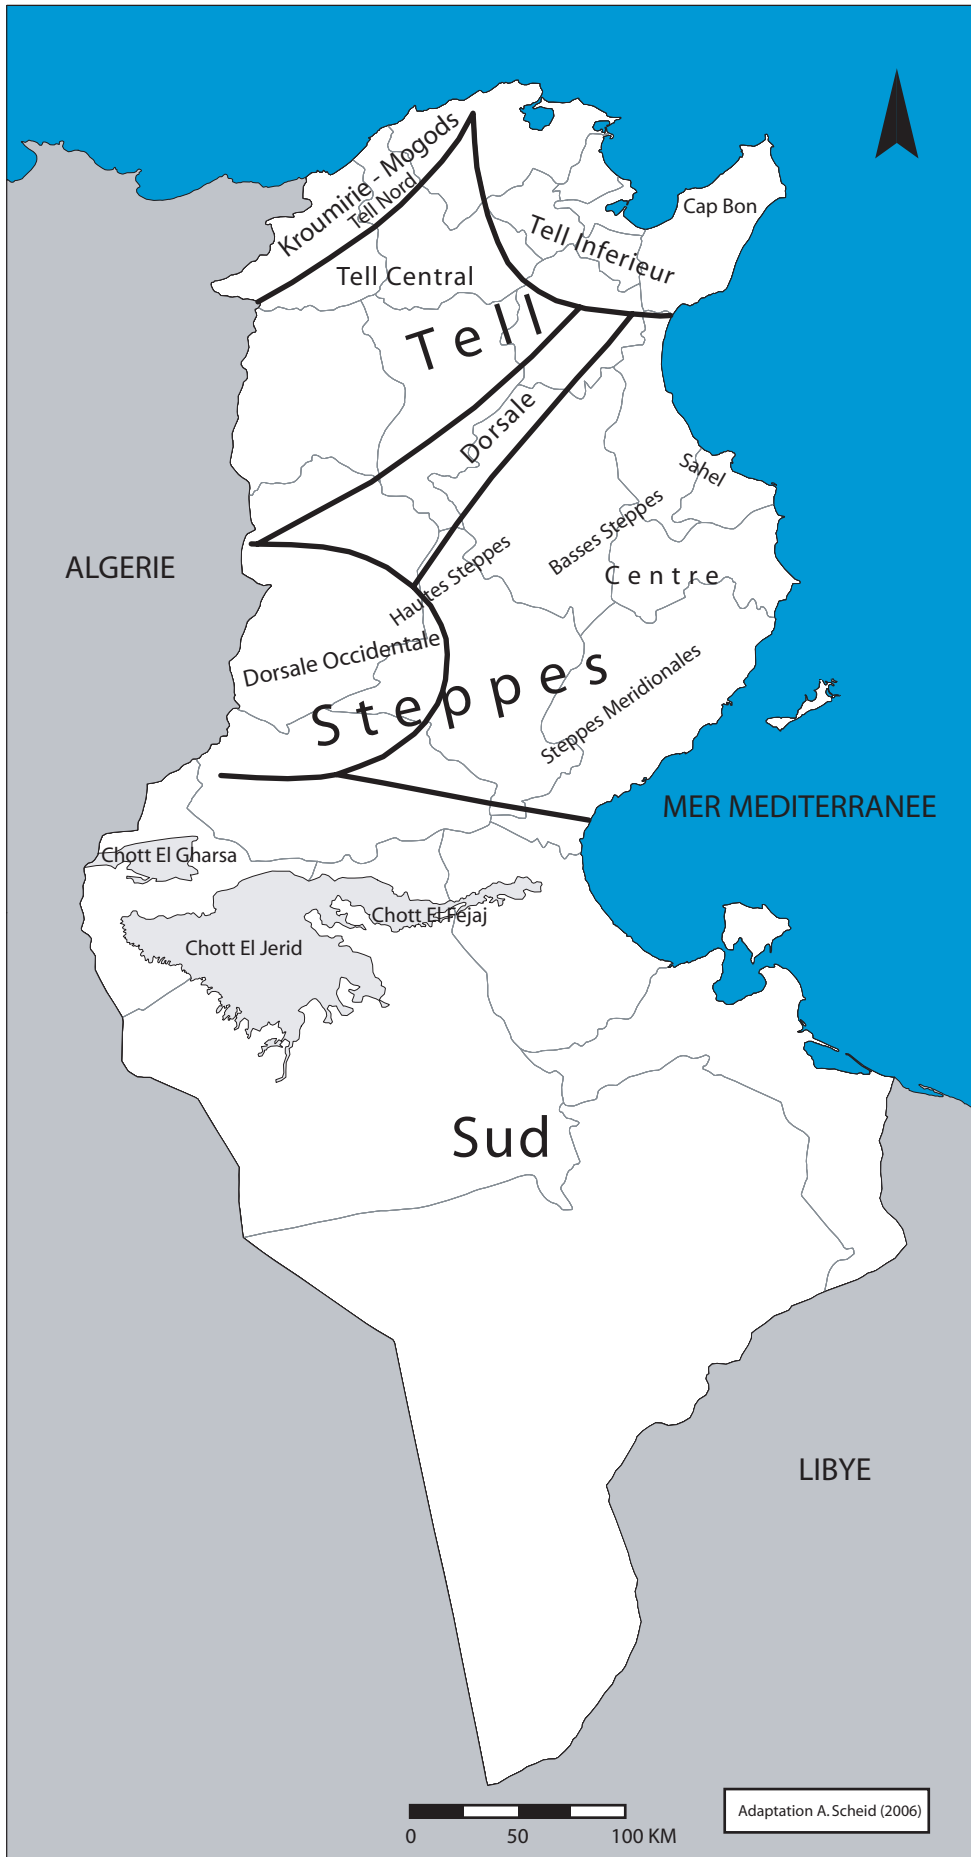 Kroumirie - Mogods
Tell Nord
Cap Bon
Tell Inferieur
Tell Central
Tell
Dorsale
Sahel
Basses Steppes
Hautes Steppes
ALGERIE
Centre
Dorsale Occidentale
Steppes
Steppes Meridionales
MER MEDITERRANEE
Chott El Gharsa
Chott El Fejaj
Chott El Jerid
Sud
LIBYE
Adaptation A. Scheid (2006)
0 50 100 KM